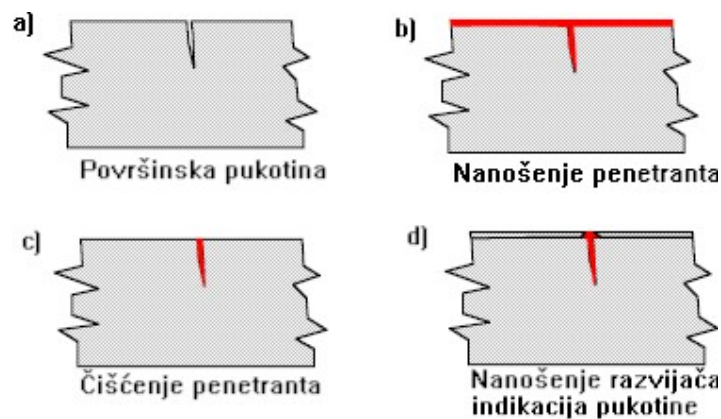 a)
Površinska pukotina
b)
Nanošenje penetranta
c)
Čišćenje penetranta
d)
Nanošenje razvijača
indikacija pukotine